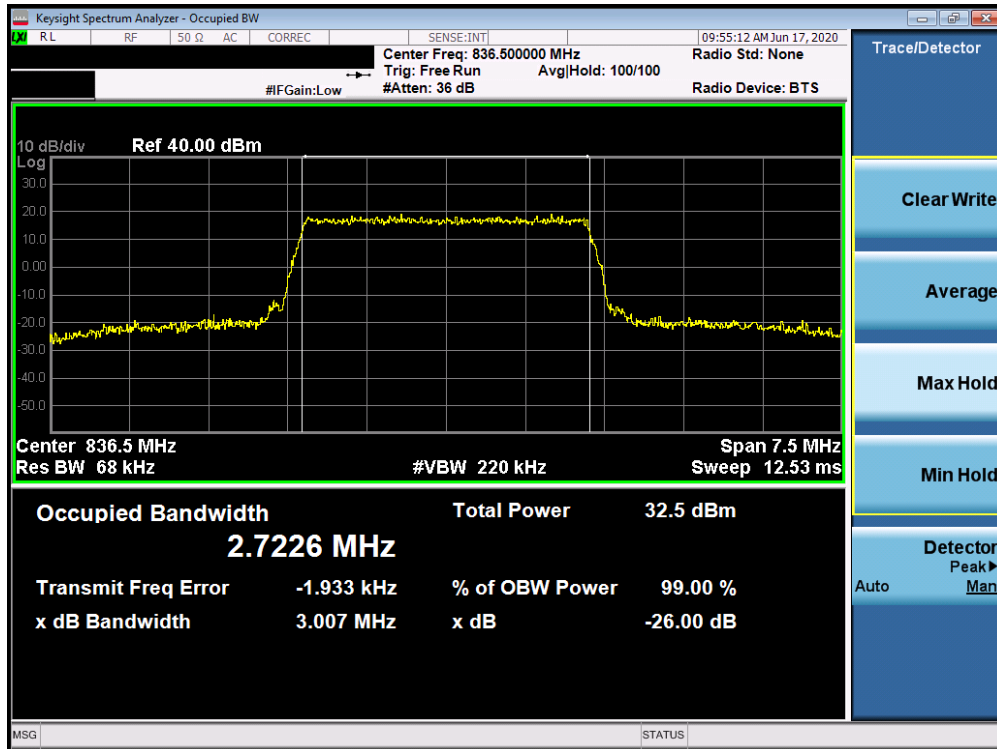 Keysight Spectrum Analyzer - Occupied BW
LXI RL RF 50 Ω AC CORREC SENSE:INT 09:55:12 AM Jun 17, 2020
Center Freq: 836.500000 MHz Radio Std: None
Trig: Free Run Avg|Hold: 100/100
#IFGain:Low #Atten: 36 dB Radio Device: BTS
10 dB/div Ref 40.00 dBm
Log
30.0
20.0
10.0
0.00
-10.0
-20.0
-30.0
-40.0
-50.0
Center 836.5 MHz Span 7.5 MHz
Res BW 68 kHz #VBW 220 kHz Sweep 12.53 ms
Occupied Bandwidth Total Power 32.5 dBm
2.7226 MHz
Transmit Freq Error -1.933 kHz % of OBW Power 99.00 %
x dB Bandwidth 3.007 MHz x dB -26.00 dB
MSG STATUS
Trace/Detector
Clear Write
Average
Max Hold
Min Hold
Detector
Peak▶
Auto Man